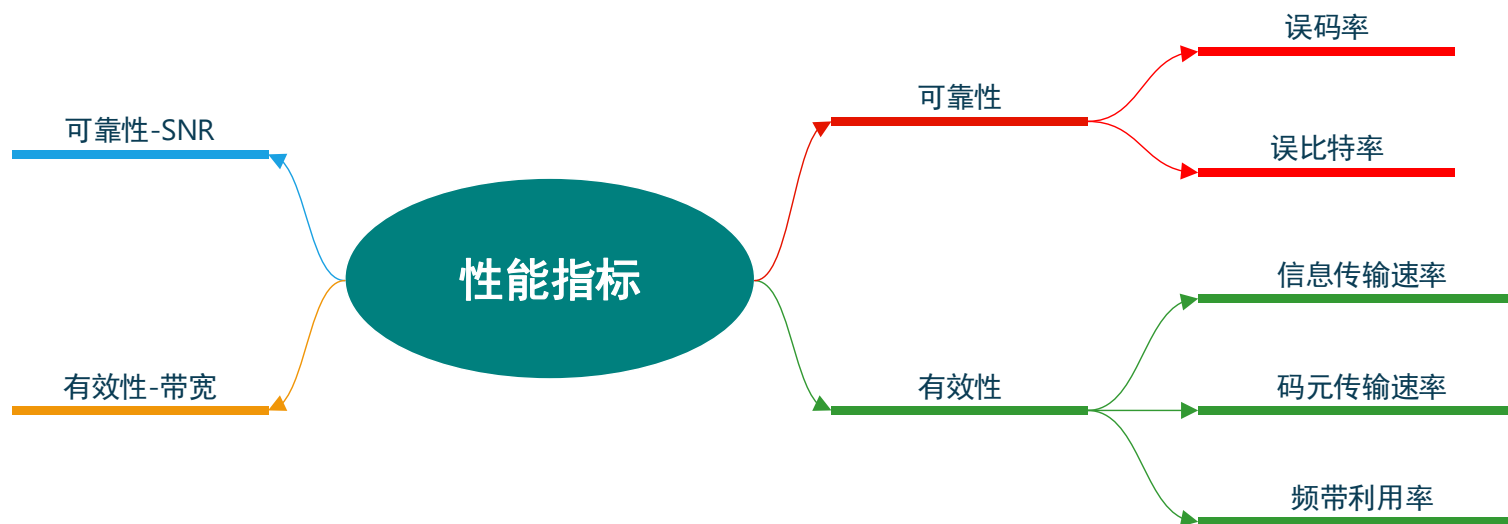 误码率
可靠性
可靠性-SNR
误比特率
性能指标
信息传输速率
有效性-带宽
有效性
码元传输速率
频带利用率